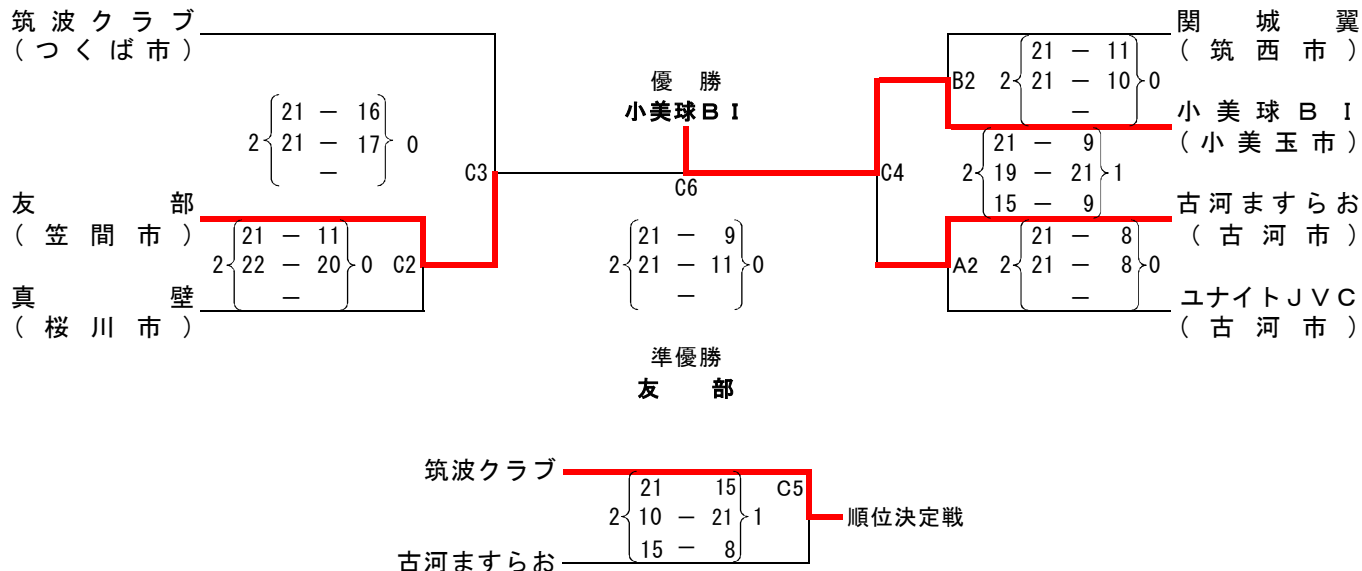 筑波クラブ
（つくば市）
2 21 － 16 0
21 － 17
－
C3
友部
（笠間市）
2 21 － 11 0
22 － 20
－
C2
真壁
（桜川市）
優勝
小美球ＢＩ
C6
2 21 － 9 0
21 － 11
－
準優勝
友部
関城翼
（筑西市）
B2
2 21 － 11 0
21 － 10
－
小美球ＢＩ
（小美玉市）
C4
2 21 － 9 1
19 － 21
15 － 9
古河ますらお
（古河市）
A2
2 21 － 8 0
21 － 8
－
ユナイトＪＶＣ
（古河市）
筑波クラブ
2 21 15 1
10 － 21
15 － 8
C5
順位決定戦
古河ますらお